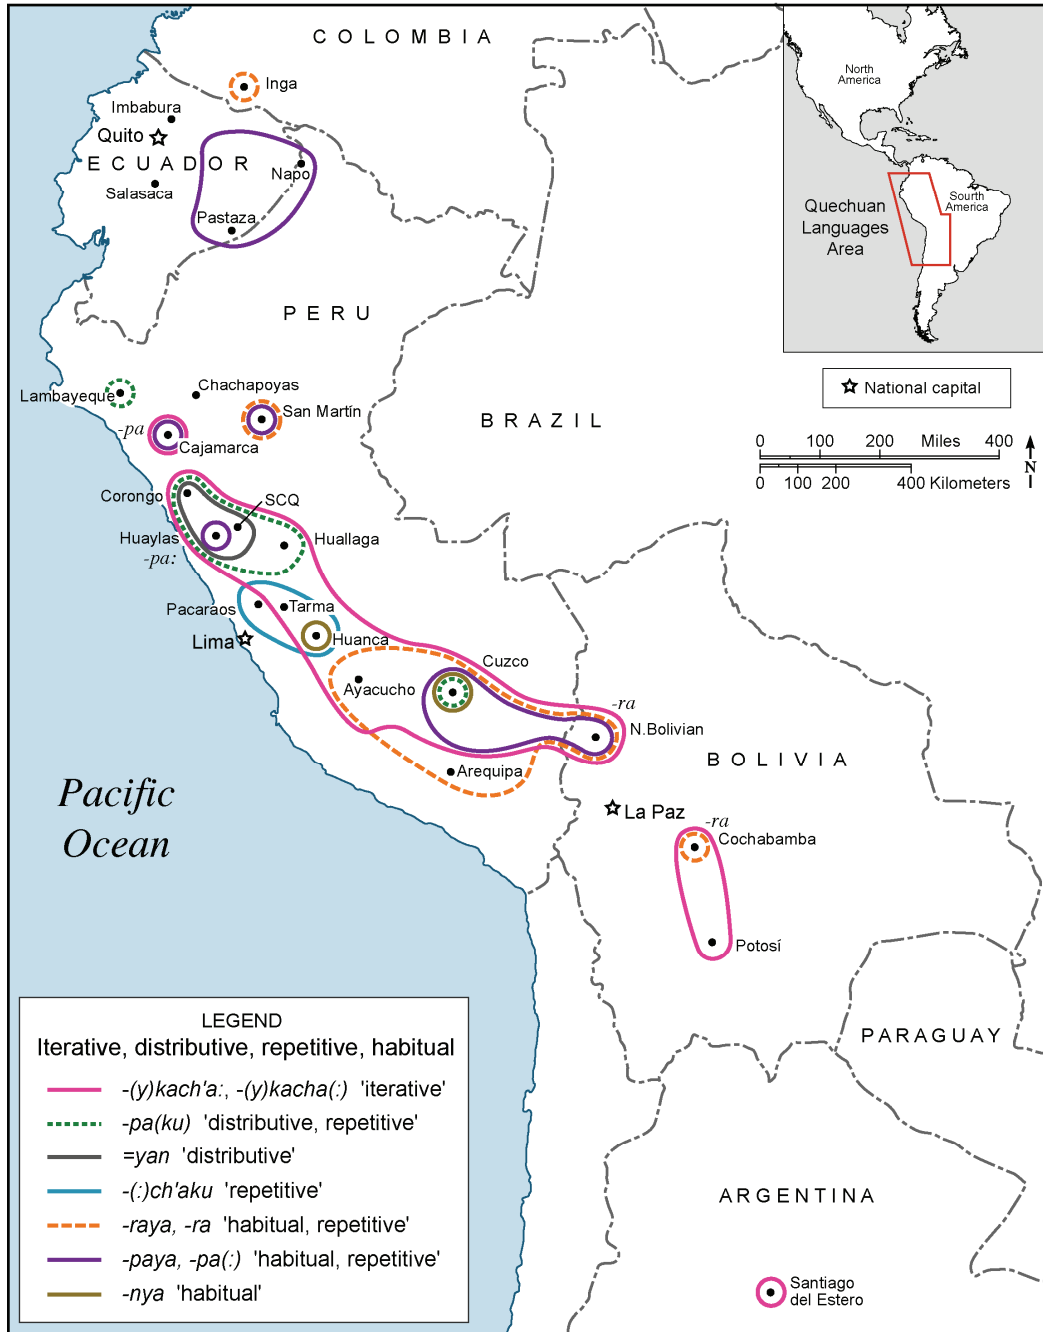 COLOMBIA
Inga
Imbabura
Quito
ECUADOR
Napo
Salasaca
Pastaza
PERU
North
America
Sourth
America
Quechuan
Languages
Area
National capital
0 100 200 Miles 400
0 100 200 400 Kilometers
N
Lambayeque
Chachapoyas
San Martín
-pa
Cajamarca
BRAZIL
Corongo
SCQ
Huaylas
-pa:
Huallaga
Pacaraos
Tarma
Lima
Huanca
Cuzco
Ayacucho
-ra
N.Bolivian
Arequipa
BOLIVIA
Pacific
Ocean
La Paz
-ra
Cochabamba
Potosí
PARAGUAY
ARGENTINA
Santiago
del Estero
LEGEND
Iterative, distributive, repetitive, habitual
-(y)kach'a:, -(y)kacha(:) 'iterative'
-pa(ku) 'distributive, repetitive'
=yan 'distributive'
-(:)ch'aku 'repetitive'
-raya, -ra 'habitual, repetitive'
-paya, -pa(:) 'habitual, repetitive'
-nya 'habitual'